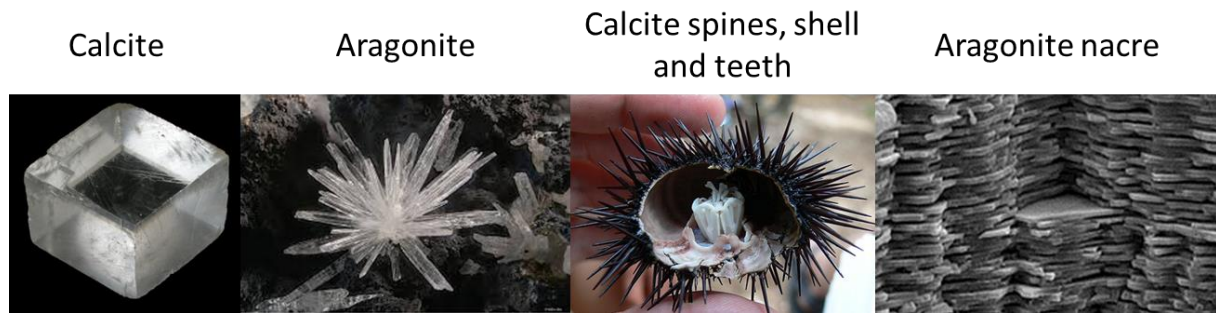 Calcite
Aragonite
Calcite spines, shell
and teeth
Aragonite nacre